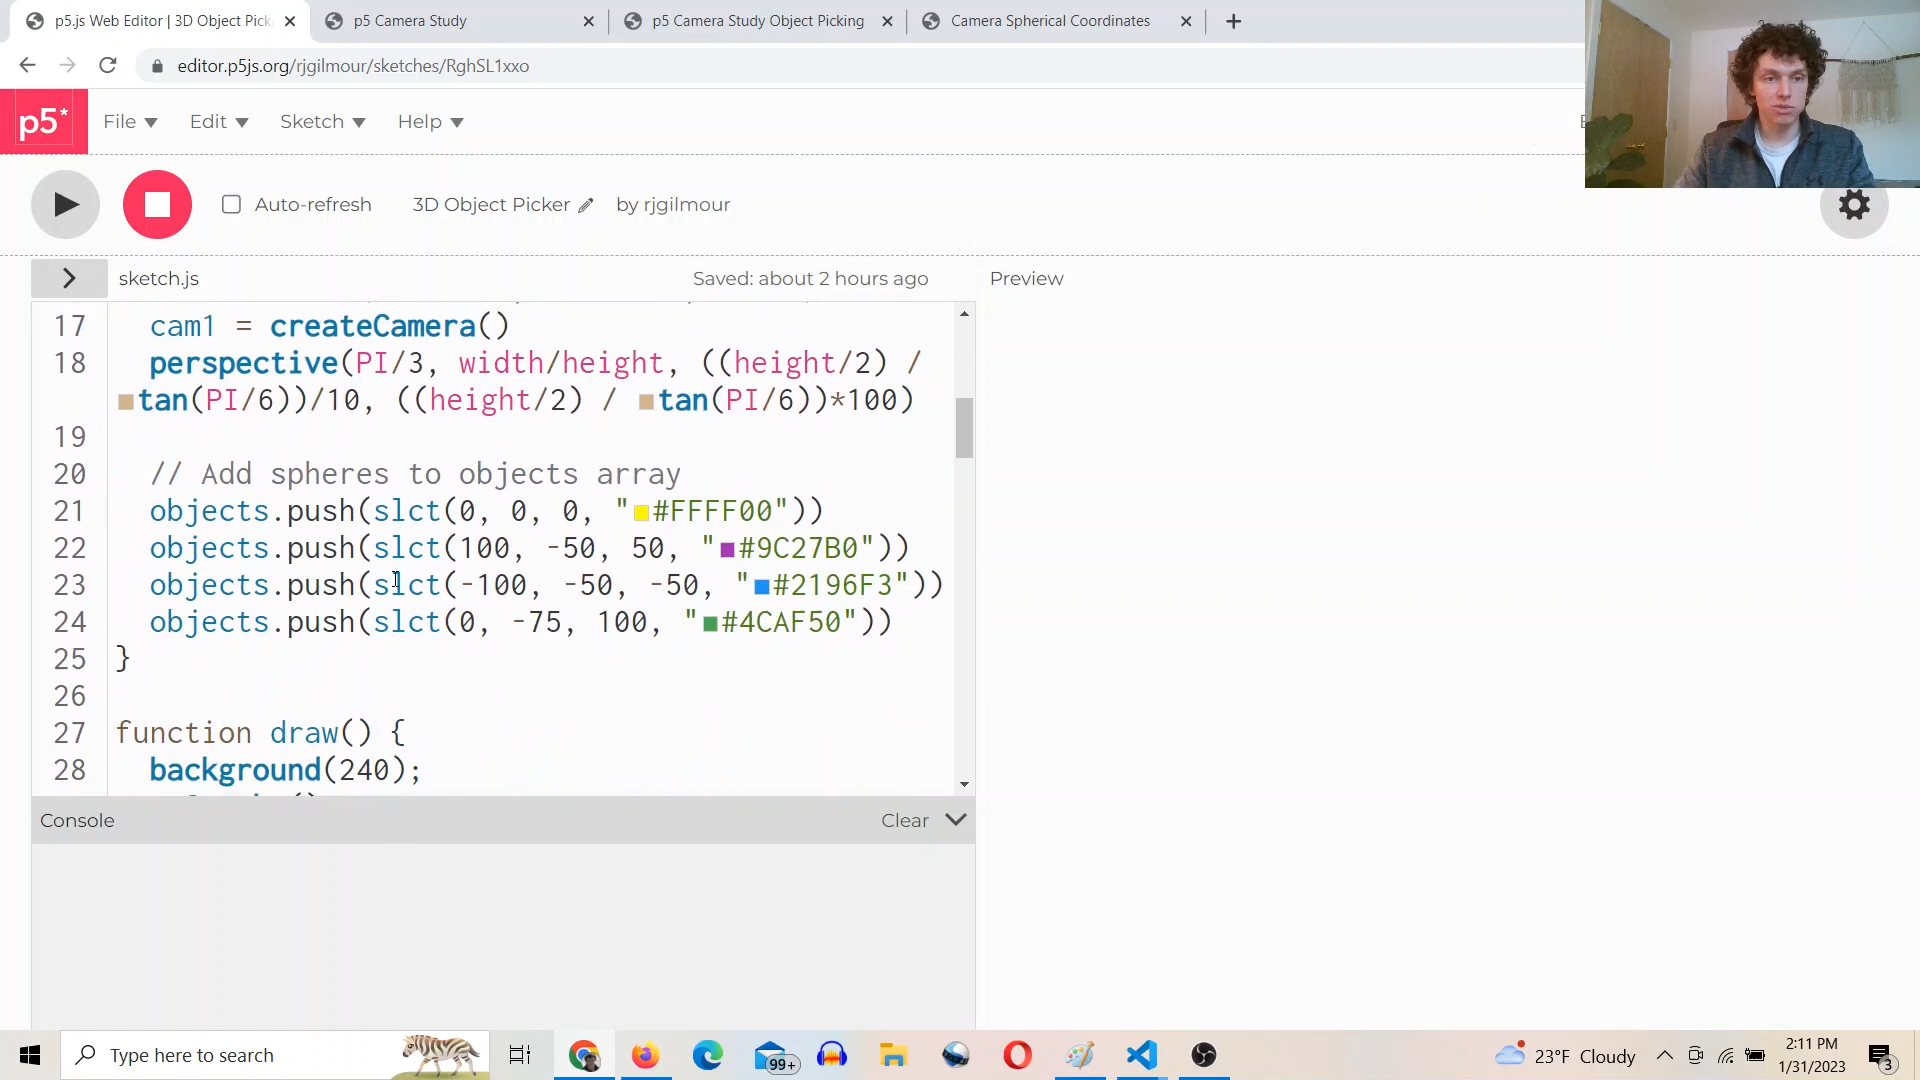 p5.js Web Editor | 3D Object Pick
p5 Camera Study
p5 Camera Study Object Picking
Camera Spherical Coordinates
editor.p5js.org/rjgilmour/sketches/RghSL1xxo
p5*
File
Edit
Sketch
Help
Auto-refresh
3D Object Picker
by rjgilmour
sketch.js
Saved: about 2 hours ago
Preview
17 cam1 = createCamera()
18 perspective(PI/3, width/height, ((height/2) /
tan(PI/6))/10, ((height/2) / tan(PI/6))*100)
19
20 // Add spheres to objects array
21 objects.push(slct(0, 0, 0, "#FFFF00"))
22 objects.push(slct(100, -50, 50, "#9C27B0"))
23 objects.push(slct(-100, -50, -50, "#2196F3"))
24 objects.push(slct(0, -75, 100, "#4CAF50"))
25 }
26
27 function draw() {
28 background(240);
Console
Clear
Type here to search
99+
23°F Cloudy
2:11 PM
1/31/2023
3